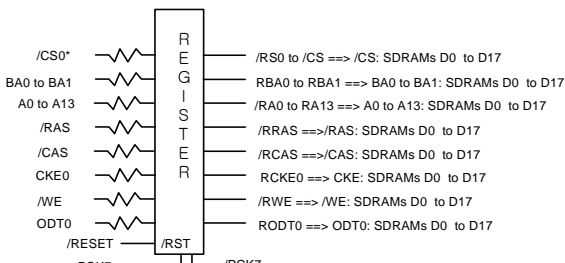 REGISTER
/CS0*
/RS0 to /CS ==> /CS: SDRAMs D0 to D17
BA0 to BA1
RBA0 to RBA1 ==> BA0 to BA1: SDRAMs D0 to D17
A0 to A13
/RA0 to RA13 ==> A0 to A13: SDRAMs D0 to D17
/RAS
/RRAS ==>/RAS: SDRAMs D0 to D17
/CAS
/RCAS ==>/CAS: SDRAMs D0 to D17
CKE0
RCKE0 ==> CKE: SDRAMs D0 to D17
/WE
/RWE ==> /WE: SDRAMs D0 to D17
ODT0
RODT0 ==> ODT0: SDRAMs D0 to D17
/RESET
/RST